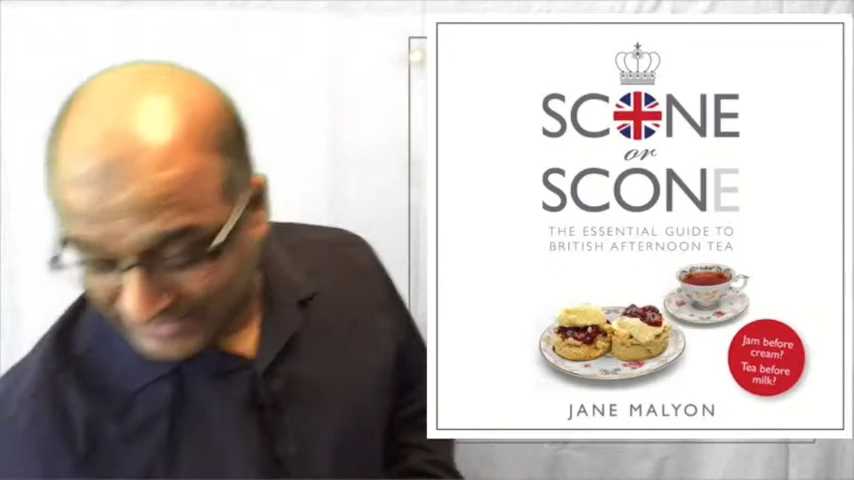 SCONE
or
SCONE
THE ESSENTIAL GUIDE TO
BRITISH AFTERNOON TEA
Jam before
cream?
Tea before
milk?
JANE MALYON